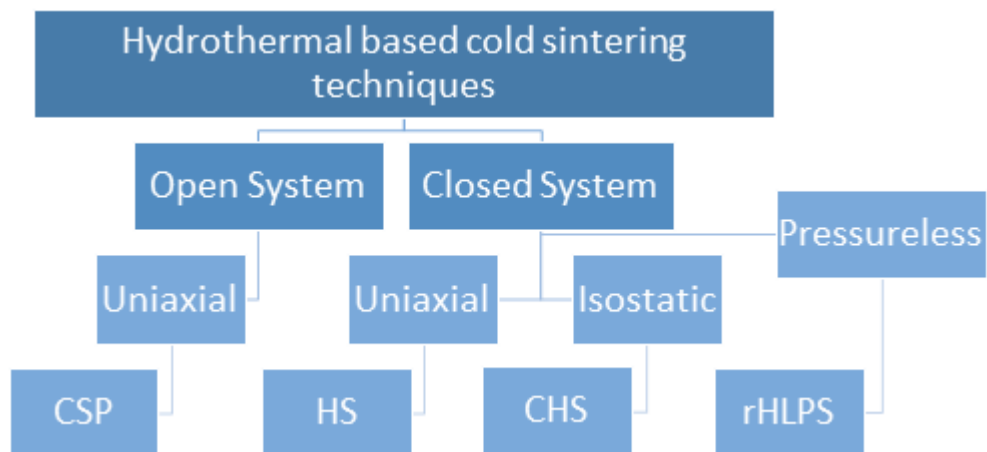 Hydrothermal based cold sintering
techniques
Open System
Closed System
Pressureless
Uniaxial
Uniaxial
Isostatic
CSP
HS
CHS
rHLPS